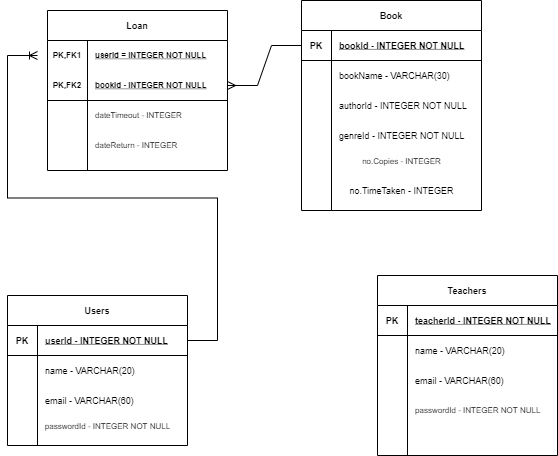 Loan
PK,FK1 userId = INTEGER NOT NULL
PK,FK2 bookId - INTEGER NOT NULL
dateTimeout - INTEGER
dateReturn - INTEGER
Book
PK bookId - INTEGER NOT NULL
bookName - VARCHAR(30)
authorId - INTEGER NOT NULL
genreId - INTEGER NOT NULL
no.Copies - INTEGER
no.TimeTaken - INTEGER
Users
PK userId - INTEGER NOT NULL
name - VARCHAR(20)
email - VARCHAR(60)
passwordId - INTEGER NOT NULL
Teachers
PK teacherId - INTEGER NOT NULL
name - VARCHAR(20)
email - VARCHAR(60)
passwordId - INTEGER NOT NULL